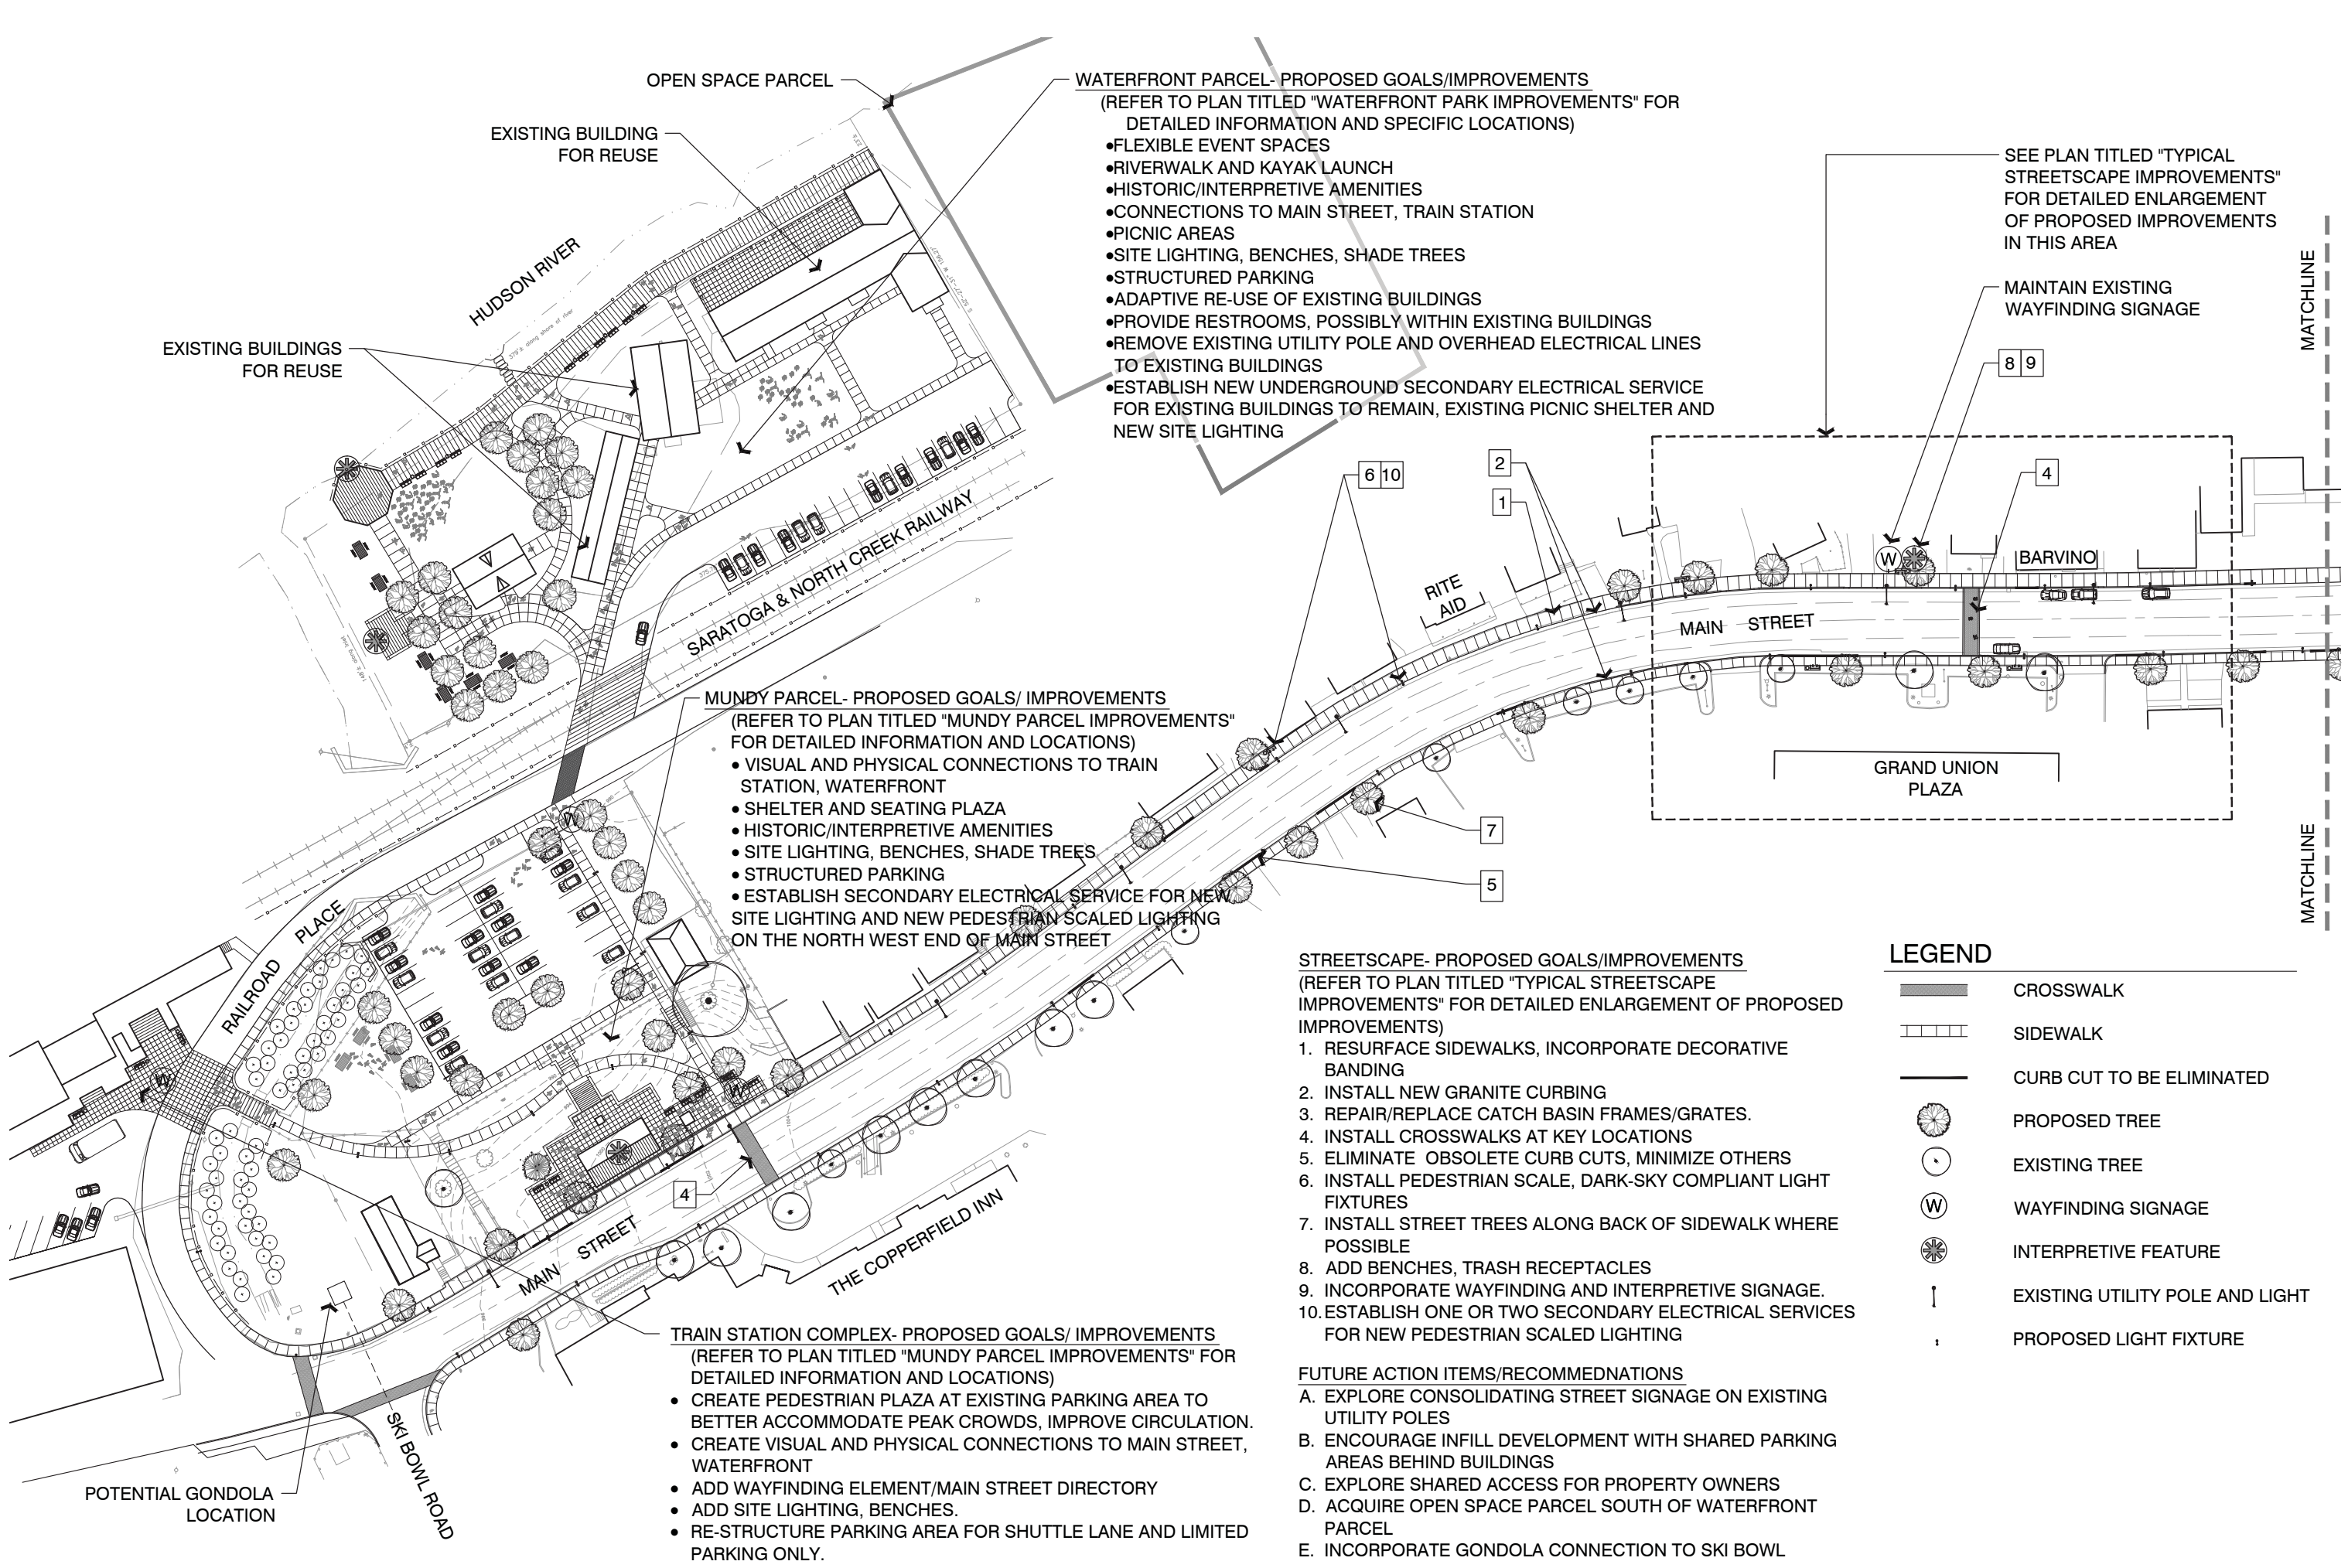 OPEN SPACE PARCEL
EXISTING BUILDING
FOR REUSE
EXISTING BUILDINGS
FOR REUSE
HUDSON RIVER
375'± along shore of river
WATERFRONT PARCEL- PROPOSED GOALS/IMPROVEMENTS
(REFER TO PLAN TITLED "WATERFRONT PARK IMPROVEMENTS" FOR
DETAILED INFORMATION AND SPECIFIC LOCATIONS)
●FLEXIBLE EVENT SPACES
●RIVERWALK AND KAYAK LAUNCH
●HISTORIC/INTERPRETIVE AMENITIES
●CONNECTIONS TO MAIN STREET, TRAIN STATION
●PICNIC AREAS
●SITE LIGHTING, BENCHES, SHADE TREES
●STRUCTURED PARKING
●ADAPTIVE RE-USE OF EXISTING BUILDINGS
●PROVIDE RESTROOMS, POSSIBLY WITHIN EXISTING BUILDINGS
●REMOVE EXISTING UTILITY POLE AND OVERHEAD ELECTRICAL LINES
TO EXISTING BUILDINGS
●ESTABLISH NEW UNDERGROUND SECONDARY ELECTRICAL SERVICE
FOR EXISTING BUILDINGS TO REMAIN, EXISTING PICNIC SHELTER AND
NEW SITE LIGHTING
SEE PLAN TITLED "TYPICAL
STREETSCAPE IMPROVEMENTS"
FOR DETAILED ENLARGEMENT
OF PROPOSED IMPROVEMENTS
IN THIS AREA
MAINTAIN EXISTING
WAYFINDING SIGNAGE
MATCHLINE
8 9
4
6 10
2
1
W
BARVINO
RITE
AID
MAIN STREET
GRAND UNION
PLAZA
MATCHLINE
7
5
SARATOGA & NORTH CREEK RAILWAY
MUNDY PARCEL- PROPOSED GOALS/ IMPROVEMENTS
(REFER TO PLAN TITLED "MUNDY PARCEL IMPROVEMENTS"
FOR DETAILED INFORMATION AND LOCATIONS)
● VISUAL AND PHYSICAL CONNECTIONS TO TRAIN
STATION, WATERFRONT
● SHELTER AND SEATING PLAZA
● HISTORIC/INTERPRETIVE AMENITIES
● SITE LIGHTING, BENCHES, SHADE TREES
● STRUCTURED PARKING
● ESTABLISH SECONDARY ELECTRICAL SERVICE FOR NEW
SITE LIGHTING AND NEW PEDESTRIAN SCALED LIGHTING
ON THE NORTH WEST END OF MAIN STREET
W
RAILROAD PLACE
W
W
4
MAIN STREET
THE COPPERFIELD INN
SKI BOWL ROAD
POTENTIAL GONDOLA
LOCATION
TRAIN STATION COMPLEX- PROPOSED GOALS/ IMPROVEMENTS
(REFER TO PLAN TITLED "MUNDY PARCEL IMPROVEMENTS" FOR
DETAILED INFORMATION AND LOCATIONS)
● CREATE PEDESTRIAN PLAZA AT EXISTING PARKING AREA TO
BETTER ACCOMMODATE PEAK CROWDS, IMPROVE CIRCULATION.
● CREATE VISUAL AND PHYSICAL CONNECTIONS TO MAIN STREET,
WATERFRONT
● ADD WAYFINDING ELEMENT/MAIN STREET DIRECTORY
● ADD SITE LIGHTING, BENCHES.
● RE-STRUCTURE PARKING AREA FOR SHUTTLE LANE AND LIMITED
PARKING ONLY.
STREETSCAPE- PROPOSED GOALS/IMPROVEMENTS
(REFER TO PLAN TITLED "TYPICAL STREETSCAPE
IMPROVEMENTS" FOR DETAILED ENLARGEMENT OF PROPOSED
IMPROVEMENTS)
1. RESURFACE SIDEWALKS, INCORPORATE DECORATIVE
BANDING
2. INSTALL NEW GRANITE CURBING
3. REPAIR/REPLACE CATCH BASIN FRAMES/GRATES.
4. INSTALL CROSSWALKS AT KEY LOCATIONS
5. ELIMINATE OBSOLETE CURB CUTS, MINIMIZE OTHERS
6. INSTALL PEDESTRIAN SCALE, DARK-SKY COMPLIANT LIGHT
FIXTURES
7. INSTALL STREET TREES ALONG BACK OF SIDEWALK WHERE
POSSIBLE
8. ADD BENCHES, TRASH RECEPTACLES
9. INCORPORATE WAYFINDING AND INTERPRETIVE SIGNAGE.
10. ESTABLISH ONE OR TWO SECONDARY ELECTRICAL SERVICES
FOR NEW PEDESTRIAN SCALED LIGHTING
FUTURE ACTION ITEMS/RECOMMEDNATIONS
A. EXPLORE CONSOLIDATING STREET SIGNAGE ON EXISTING
UTILITY POLES
B. ENCOURAGE INFILL DEVELOPMENT WITH SHARED PARKING
AREAS BEHIND BUILDINGS
C. EXPLORE SHARED ACCESS FOR PROPERTY OWNERS
D. ACQUIRE OPEN SPACE PARCEL SOUTH OF WATERFRONT
PARCEL
E. INCORPORATE GONDOLA CONNECTION TO SKI BOWL
LEGEND
CROSSWALK
SIDEWALK
CURB CUT TO BE ELIMINATED
PROPOSED TREE
EXISTING TREE
W WAYFINDING SIGNAGE
INTERPRETIVE FEATURE
EXISTING UTILITY POLE AND LIGHT
PROPOSED LIGHT FIXTURE